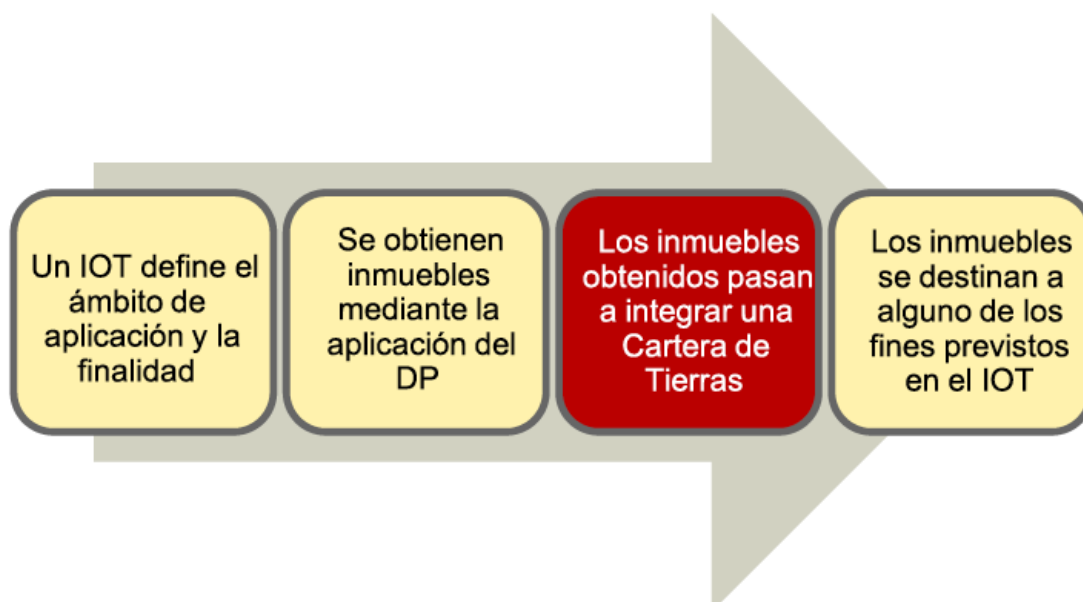 Un IOT define el
ámbito de
aplicación y la
finalidad
Se obtienen
inmuebles
mediante la
aplicación del
DP
Los inmuebles
obtenidos pasan
a integrar una
Cartera de
Tierras
Los inmuebles
se destinan a
alguno de los
fines previstos
en el IOT